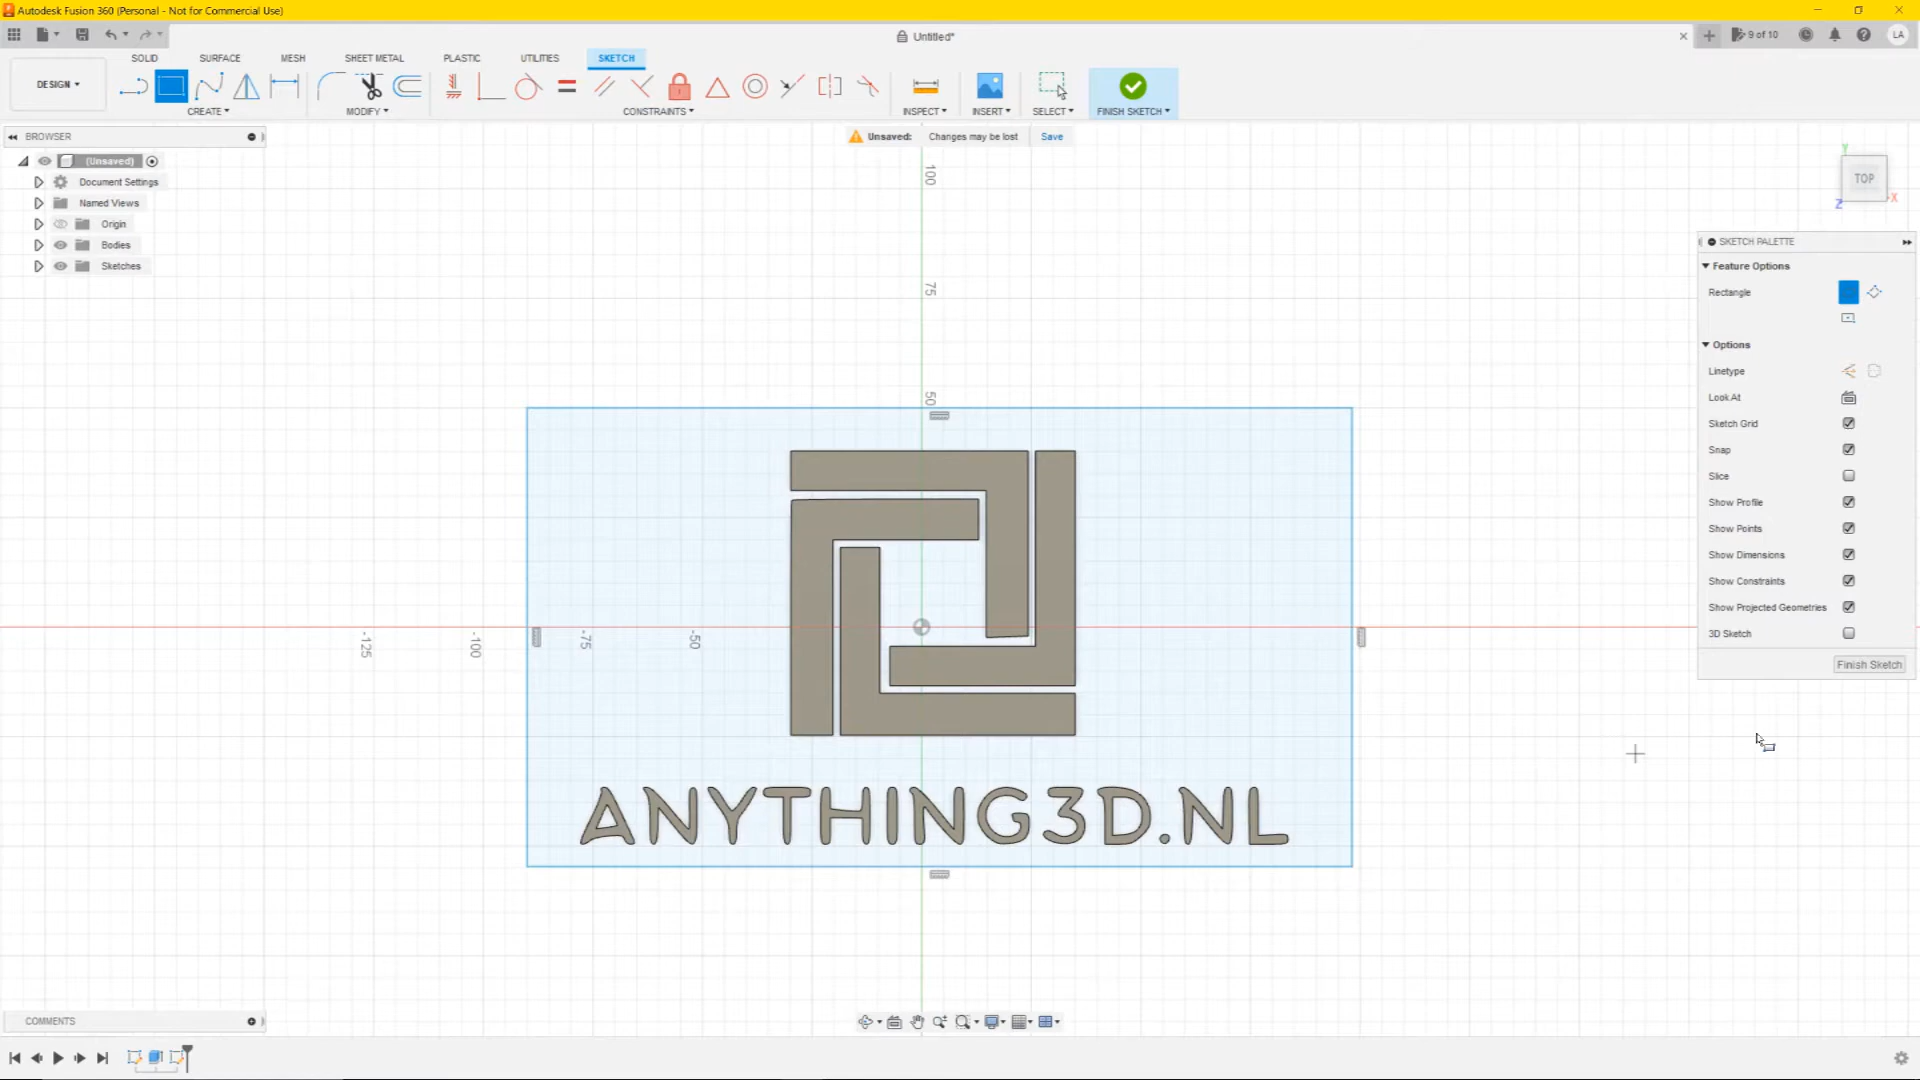 Autodesk Fusion 360 (Personal - Not for Commercial Use)
Untitled*
9 of 10
LA
DESIGN
SOLID
SURFACE
MESH
SHEET METAL
PLASTIC
UTILITIES
SKETCH
CREATE
MODIFY
CONSTRAINTS
INSPECT
INSERT
SELECT
FINISH SKETCH
BROWSER
Unsaved: Changes may be lost Save
(Unsaved)
Document Settings
Named Views
Origin
Bodies
Sketches
100
75
50
-125
-100
-75
-50
ANYTHING3D.NL
Y
TOP
X
Z
SKETCH PALETTE
Feature Options
Rectangle
Options
Linetype
Look At
Sketch Grid
Snap
Slice
Show Profile
Show Points
Show Dimensions
Show Constraints
Show Projected Geometries
3D Sketch
Finish Sketch
COMMENTS